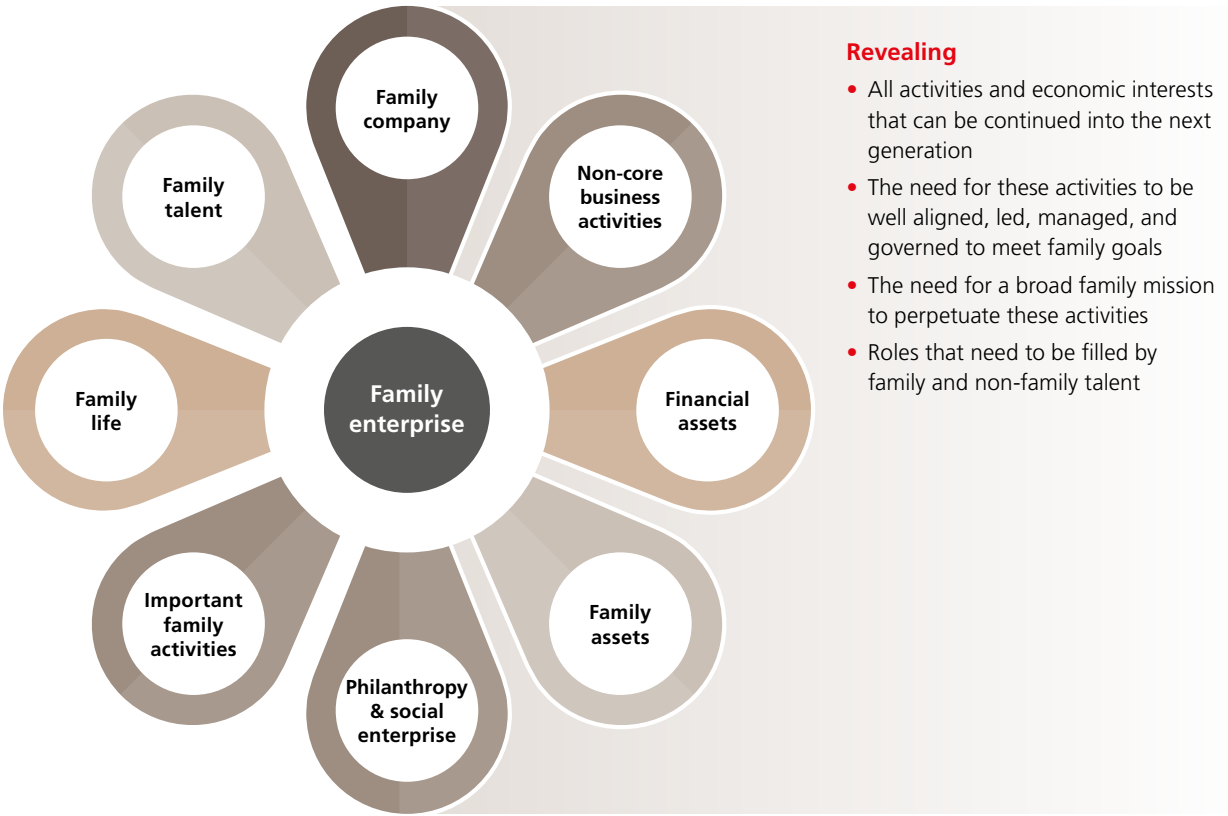 Family
company
Non-core
business
activities
Financial
assets
Family
assets
Philanthropy
& social
enterprise
Important
family
activities
Family
life
Family
talent
Family
enterprise
Revealing
• All activities and economic interests
that can be continued into the next
generation
• The need for these activities to be
well aligned, led, managed, and
governed to meet family goals
• The need for a broad family mission
to perpetuate these activities
• Roles that need to be filled by
family and non-family talent